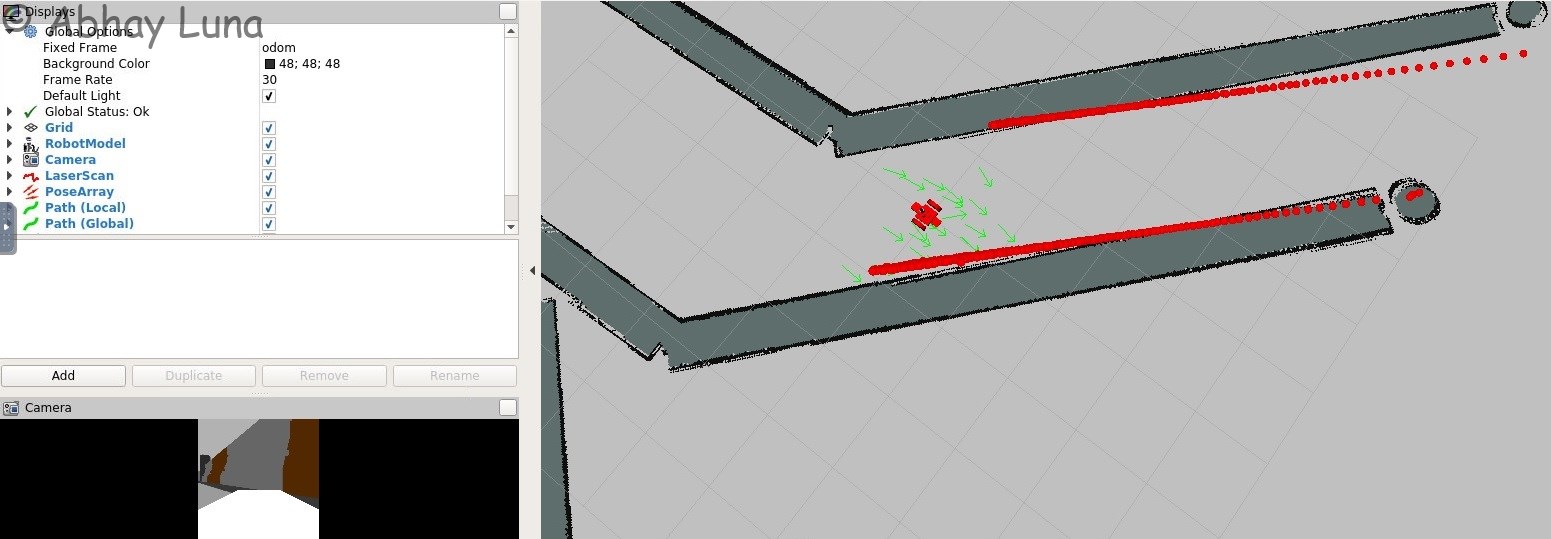 Displays
© Abhay Luna
Global Options
Fixed Frame odom
Background Color 48; 48; 48
Frame Rate 30
Default Light
Global Status: Ok
Grid
RobotModel
Camera
LaserScan
PoseArray
Path (Local)
Path (Global)
Add Duplicate Remove Rename
Camera